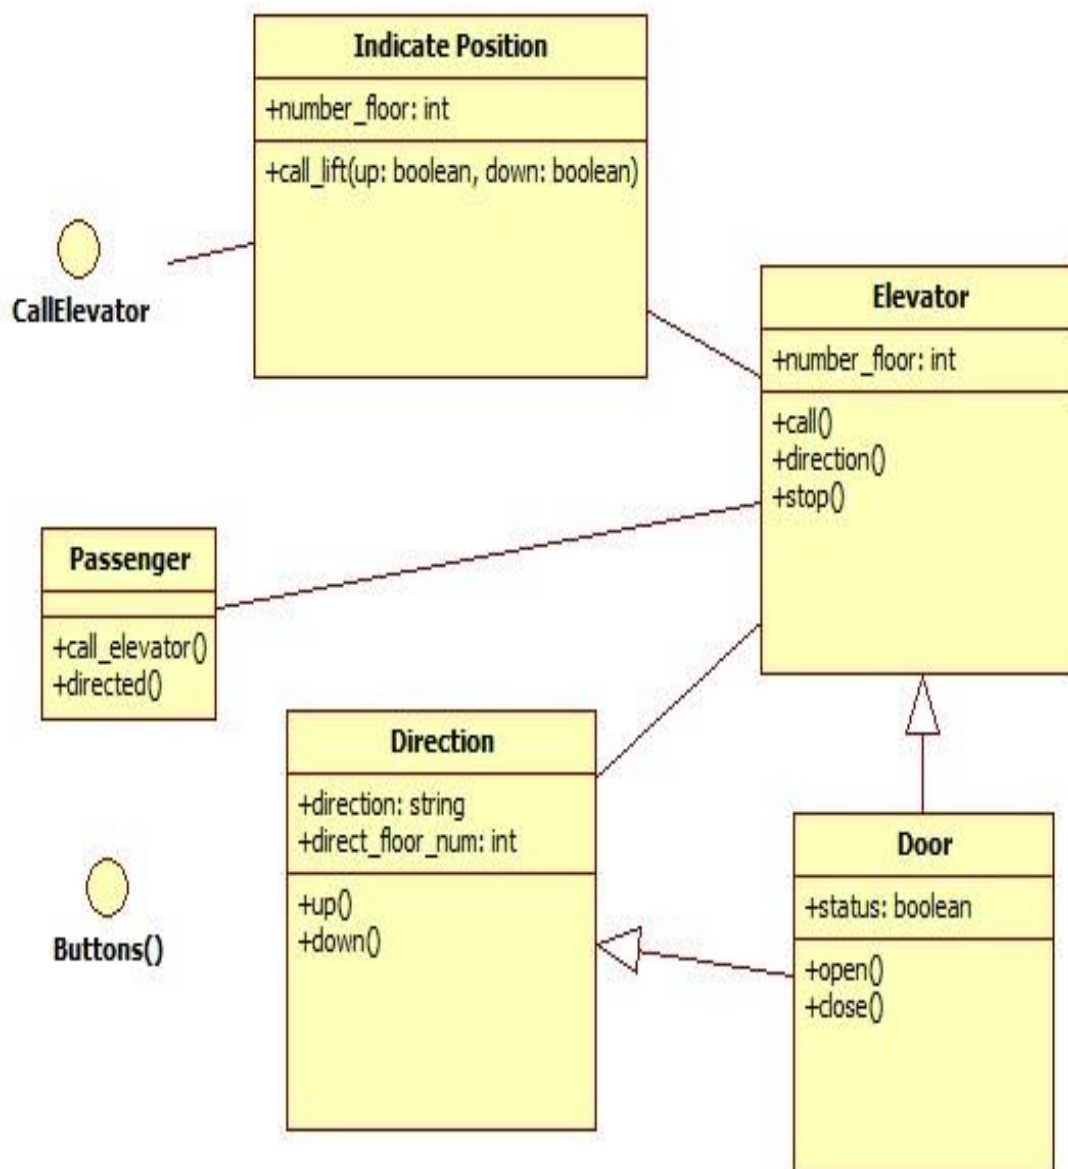 Indicate Position
+number_floor: int
+call_lift(up: boolean, down: boolean)
CallElevator
Elevator
+number_floor: int
+call()
+direction()
+stop()
Passenger
+call_elevator()
+directed()
Direction
+direction: string
+direct_floor_num: int
+up()
+down()
Buttons()
Door
+status: boolean
+open()
+close()